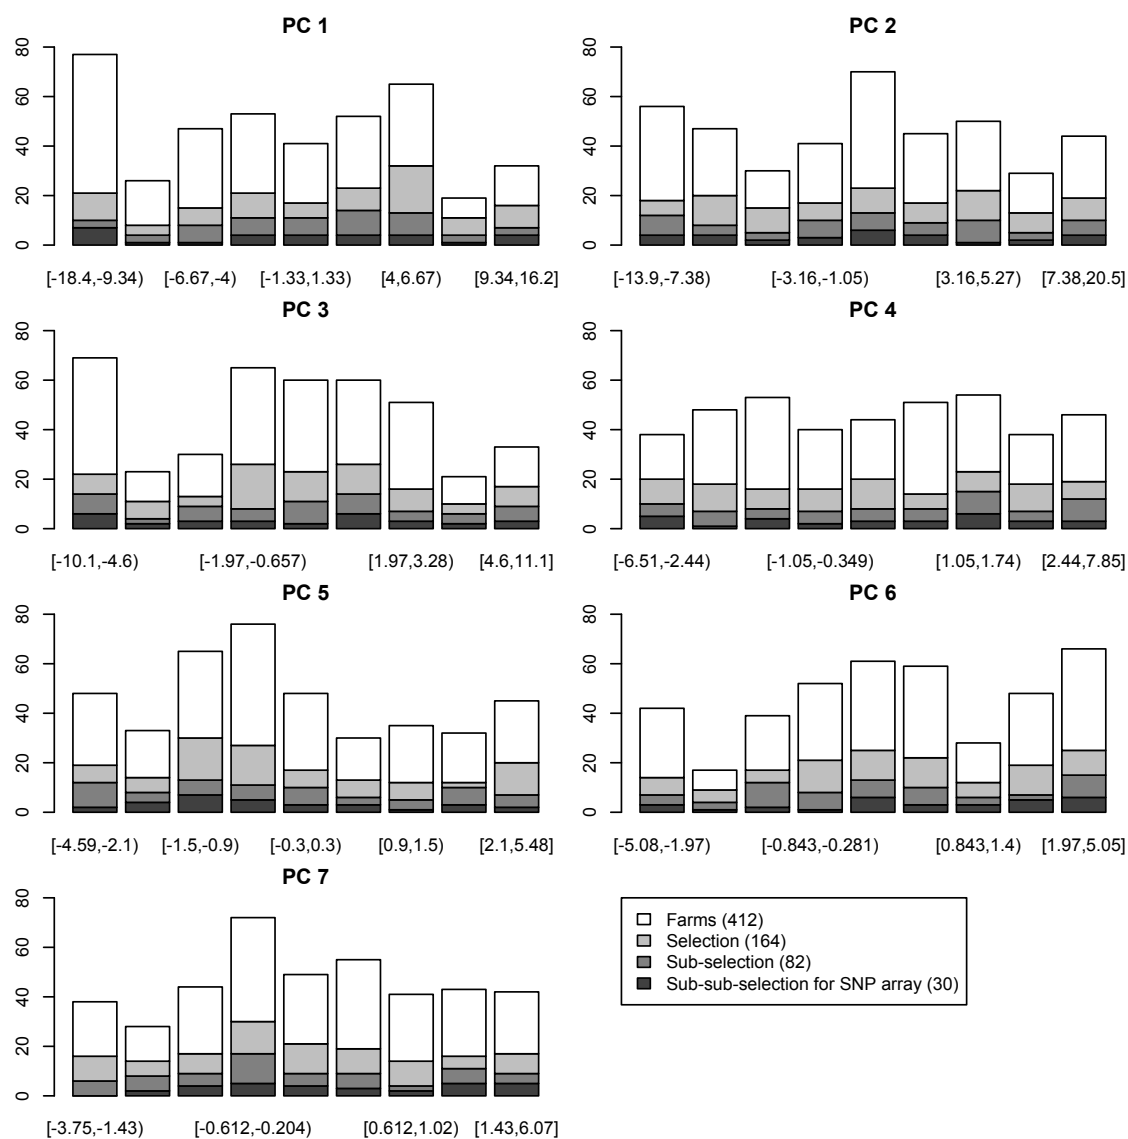 PC 1
80
60
40
20
0
[-18.4,-9.34) [-6.67,-4) [-1.33,1.33) [4,6.67) [9.34,16.2]
PC 2
80
60
40
20
0
[-13.9,-7.38) [-3.16,-1.05) [3.16,5.27) [7.38,20.5]
PC 3
80
60
40
20
0
[-10.1,-4.6) [-1.97,-0.657) [1.97,3.28) [4.6,11.1]
PC 4
80
60
40
20
0
[-6.51,-2.44) [-1.05,-0.349) [1.05,1.74) [2.44,7.85]
PC 5
80
60
40
20
0
[-4.59,-2.1) [-1.5,-0.9) [-0.3,0.3) [0.9,1.5) [2.1,5.48]
PC 6
80
60
40
20
0
[-5.08,-1.97) [-0.843,-0.281) [0.843,1.4) [1.97,5.05]
PC 7
80
60
40
20
0
[-3.75,-1.43) [-0.612,-0.204) [0.612,1.02) [1.43,6.07]
Farms (412)
Selection (164)
Sub-selection (82)
Sub-sub-selection for SNP array (30)